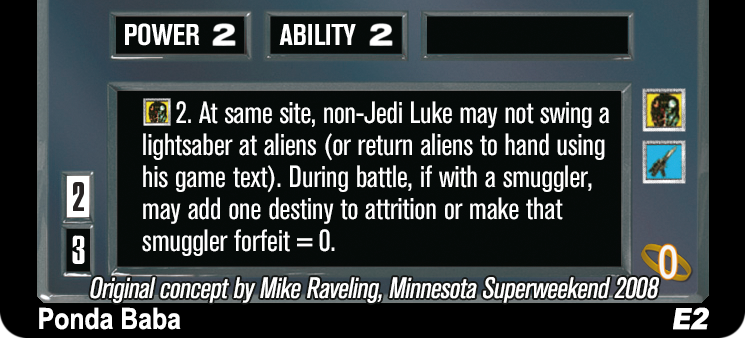 POWER 2 ABILITY 2
2. At same site, non-Jedi Luke may not swing a
lightsaber at aliens (or return aliens to hand using
his game text). During battle, if with a smuggler,
may add one destiny to attrition or make that
smuggler forfeit = 0.
2
3
0
Original concept by Mike Raveling, Minnesota Superweekend 2008
Ponda Baba E2